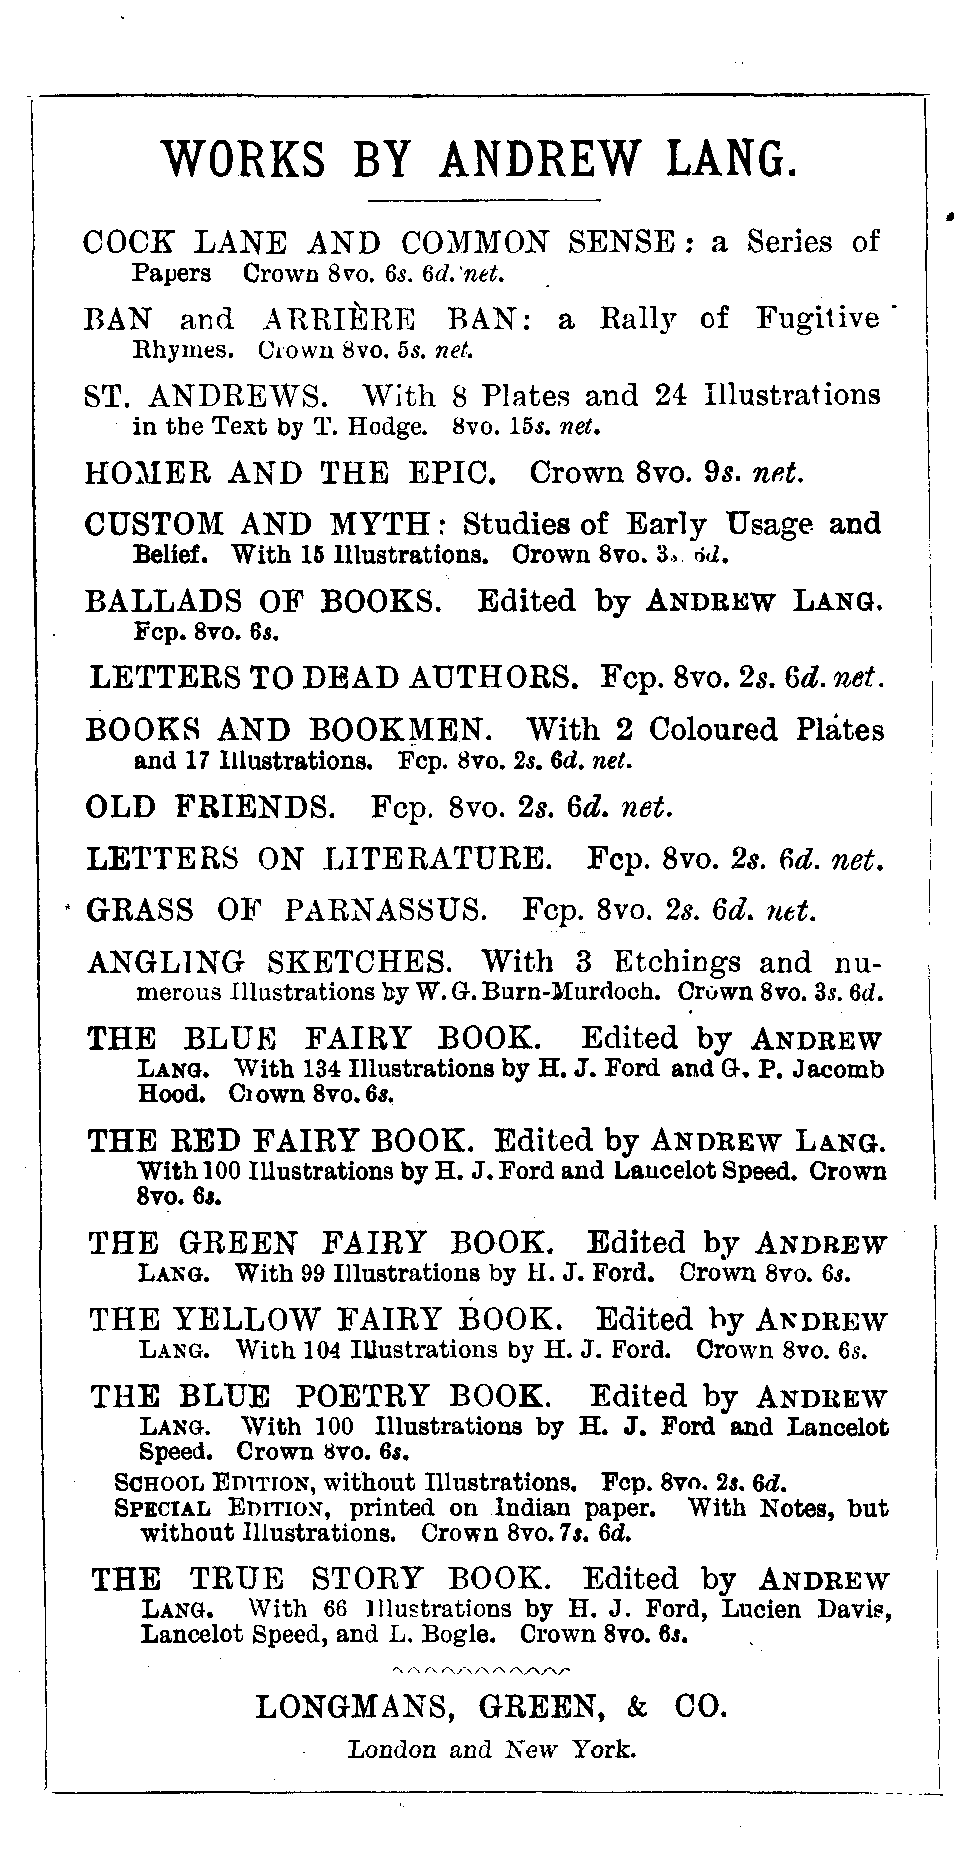 WORKS BY ANDREW LANG.
COCK LANE AND COMMON SENSE: a Series of
Papers Crown 8vo. 6s. 6d. net.
BAN and ARRIÈRE BAN: a Rally of Fugitive
Rhymes. Crown 8vo. 5s. net.
ST. ANDREWS. With 8 Plates and 24 Illustrations
in the Text by T. Hodge. 8vo. 15s. net.
HOMER AND THE EPIC. Crown 8vo. 9s. net.
CUSTOM AND MYTH: Studies of Early Usage and
Belief. With 15 Illustrations. Crown 8vo. 3s. 6d.
BALLADS OF BOOKS. Edited by ANDREW LANG.
Fcp. 8vo. 6s.
LETTERS TO DEAD AUTHORS. Fcp. 8vo. 2s. 6d. net.
BOOKS AND BOOKMEN. With 2 Coloured Plates
and 17 Illustrations. Fcp. 8vo. 2s. 6d. net.
OLD FRIENDS. Fcp. 8vo. 2s. 6d. net.
LETTERS ON LITERATURE. Fcp. 8vo. 2s. 6d. net.
GRASS OF PARNASSUS. Fcp. 8vo. 2s. 6d. net.
ANGLING SKETCHES. With 3 Etchings and nu-
merous Illustrations by W. G. Burn-Murdoch. Crown 8vo. 3s. 6d.
THE BLUE FAIRY BOOK. Edited by ANDREW
LANG. With 134 Illustrations by H. J. Ford and G. P. Jacomb
Hood. Crown 8vo. 6s.
THE RED FAIRY BOOK. Edited by ANDREW LANG.
With 100 Illustrations by H. J. Ford and Lancelot Speed. Crown
8vo. 6s.
THE GREEN FAIRY BOOK. Edited by ANDREW
LANG. With 99 Illustrations by H. J. Ford. Crown 8vo. 6s.
THE YELLOW FAIRY BOOK. Edited by ANDREW
LANG. With 104 Illustrations by H. J. Ford. Crown 8vo. 6s.
THE BLUE POETRY BOOK. Edited by ANDREW
LANG. With 100 Illustrations by H. J. Ford and Lancelot
Speed. Crown 8vo. 6s.
SCHOOL EDITION, without Illustrations. Fcp. 8vo. 2s. 6d.
SPECIAL EDITION, printed on Indian paper. With Notes, but
without Illustrations. Crown 8vo. 7s. 6d.
THE TRUE STORY BOOK. Edited by ANDREW
LANG. With 66 Illustrations by H. J. Ford, Lucien Davis,
Lancelot Speed, and L. Bogle. Crown 8vo. 6s.
LONGMANS, GREEN, & CO.
London and New York.